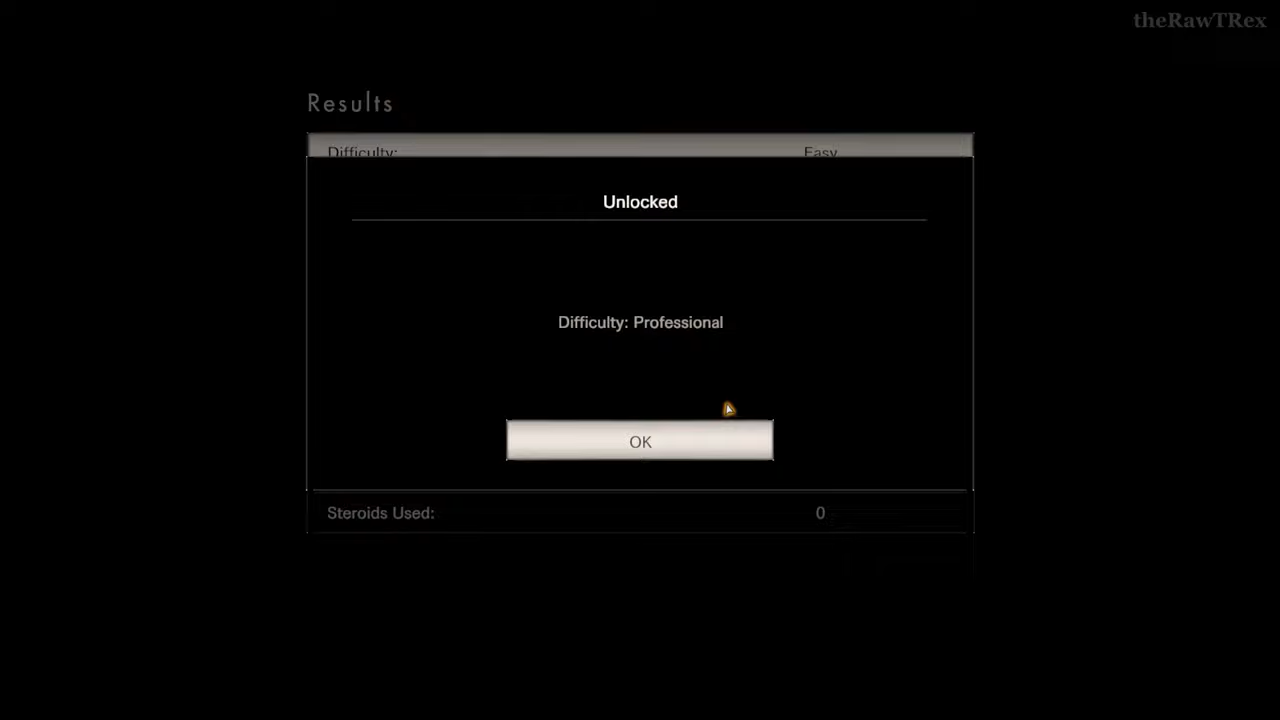 theRawTRex
Results
Difficulty: Easy
Unlocked
Difficulty: Professional
OK
Steroids Used: 0